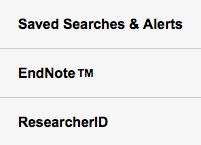 Saved Searches & Alerts
EndNote™
ResearcherID